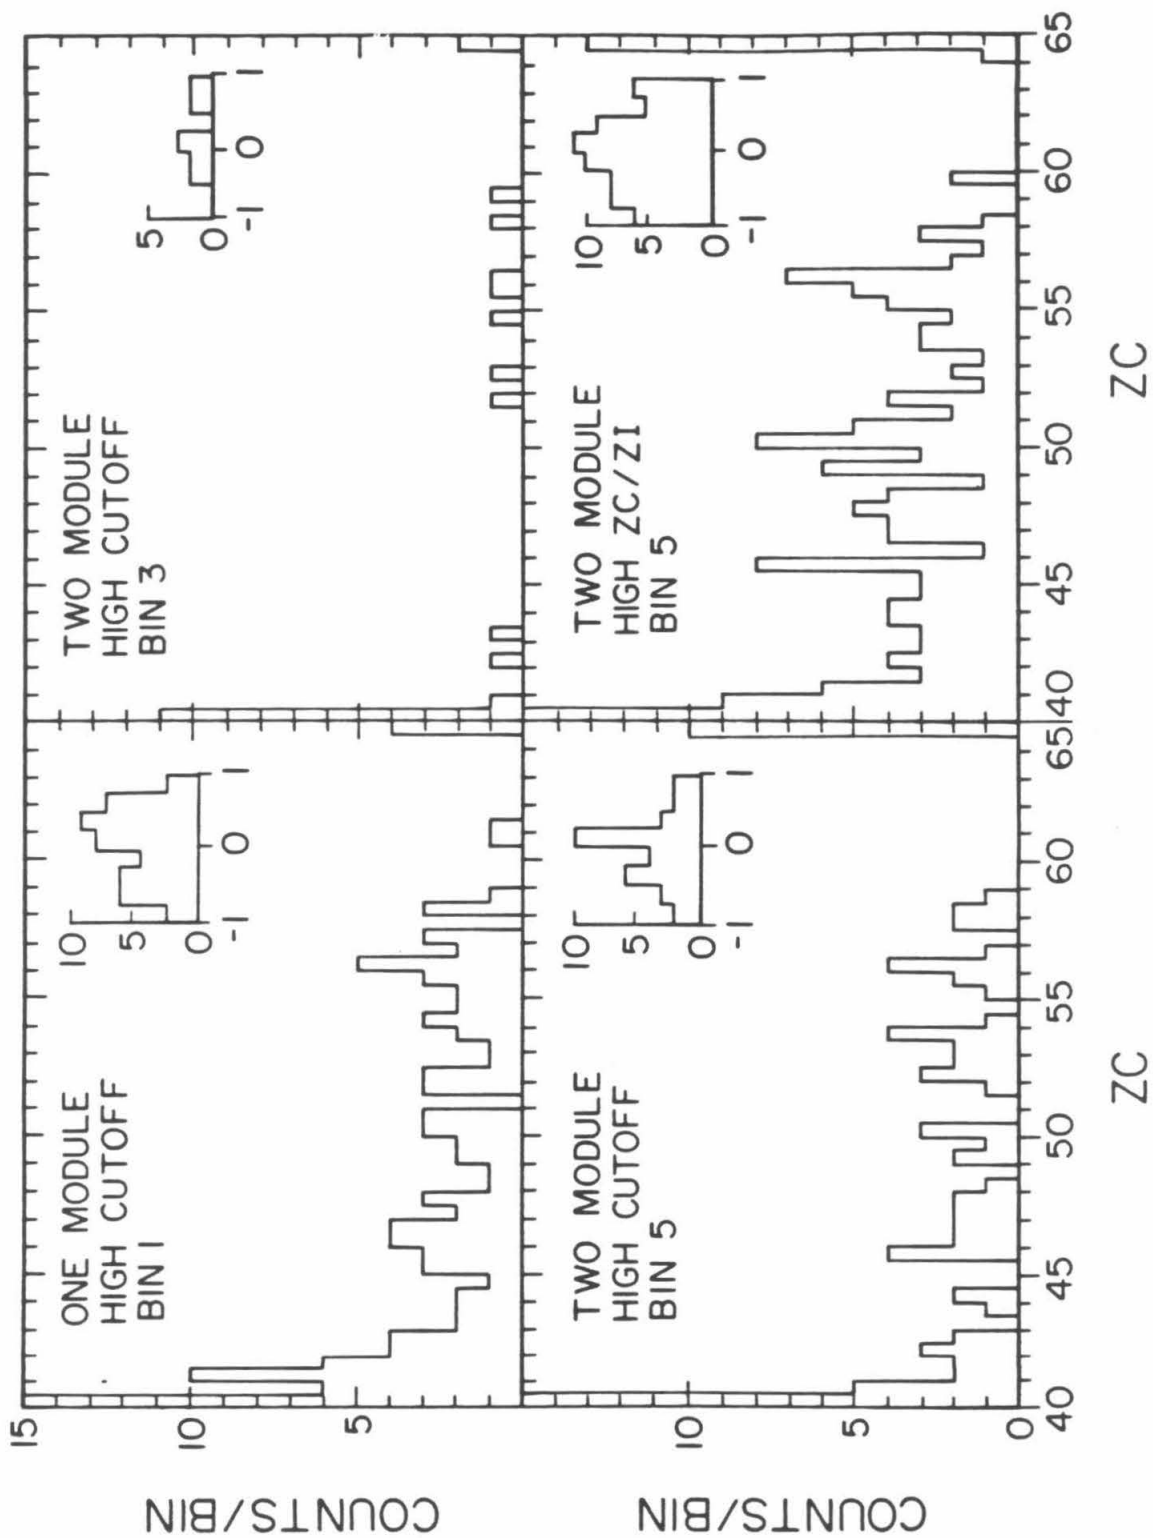 ONE MODULE
HIGH CUTOFF
BIN 1
10
5
0
-1 0 1
TWO MODULE
HIGH CUTOFF
BIN 3
5
0
-1 0 1
15
10
5
COUNTS/BIN
TWO MODULE
HIGH CUTOFF
BIN 5
10
5
0
-1 0 1
TWO MODULE
HIGH ZC/ZI
BIN 5
10
5
0
-1 0 1
10
5
0
COUNTS/BIN
40 45 50 55 60 65
40 45 50 55 60 65
ZC
ZC